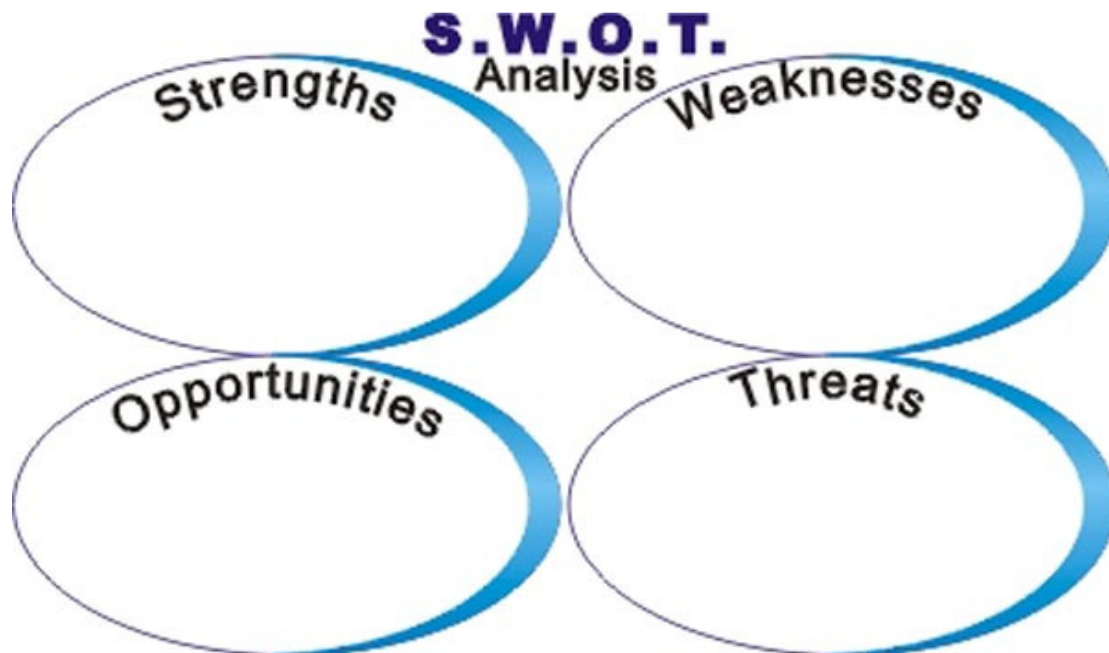 S.W.O.T.
Analysis
Strengths
Weaknesses
Opportunities
Threats